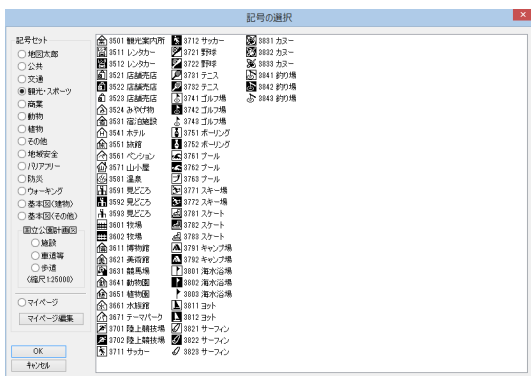 記号の選択
記号セット
地図太郎
公共
交通
観光・スポーツ
商業
動物
植物
その他
地域安全
バリアフリー
防災
ウォーキング
基本図(建物)
基本図(その他)
国立公園計画図
施設
車道等
歩道
(縮尺1:25000)
マイページ
マイページ編集
OK
キャンセル
3501 観光案内所
3511 レンタカー
3512 レンタカー
3521 店舗売店
3522 店舗売店
3523 店舗売店
3524 みやげ物
3531 宿泊施設
3541 ホテル
3551 旅館
3561 ペンション
3571 山小屋
3581 温泉
3591 見どころ
3592 見どころ
3593 見どころ
3601 牧場
3602 牧場
3611 博物館
3621 美術館
3631 競馬場
3641 動物園
3651 植物園
3661 水族館
3671 テーマパーク
3701 陸上競技場
3702 陸上競技場
3711 サッカー
3712 サッカー
3721 野球
3722 野球
3731 テニス
3732 テニス
3741 ゴルフ場
3742 ゴルフ場
3743 ゴルフ場
3751 ボーリング
3752 ボーリング
3761 プール
3762 プール
3763 プール
3771 スキー場
3772 スキー場
3781 スケート
3782 スケート
3783 スケート
3791 キャンプ場
3792 キャンプ場
3801 海水浴場
3802 海水浴場
3803 海水浴場
3811 ヨット
3812 ヨット
3821 サーフィン
3822 サーフィン
3823 サーフィン
3831 カヌー
3832 カヌー
3833 カヌー
3841 釣り場
3842 釣り場
3843 釣り場